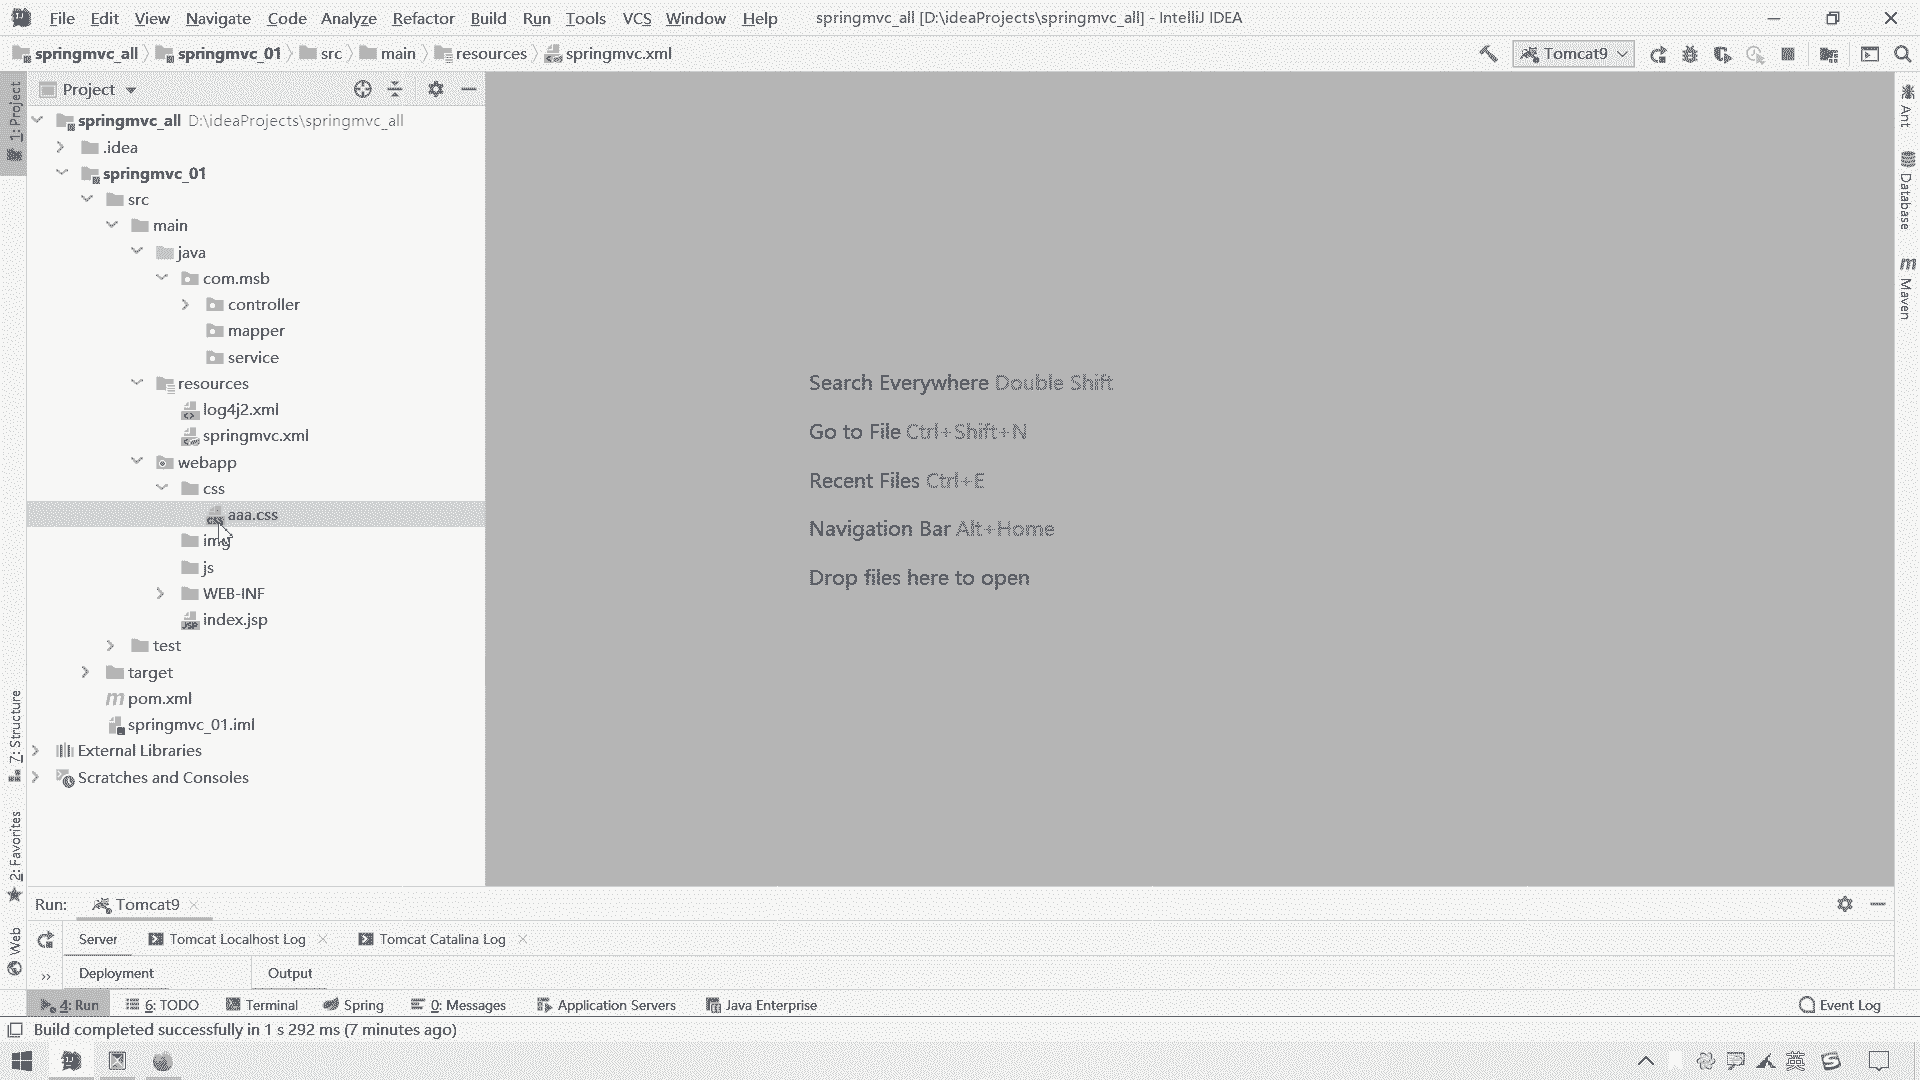 File Edit View Navigate Code Analyze Refactor Build Run Tools VCS Window Help springmvc_all [D:\ideaProjects\springmvc_all] - IntelliJ IDEA
springmvc_all springmvc_01 src main resources springmvc.xml Tomcat9
Project
springmvc_all D:\ideaProjects\springmvc_all
.idea
springmvc_01
src
main
java
com.msb
controller
mapper
service
resources
log4j2.xml
springmvc.xml
webapp
css
aaa.css
img
js
WEB-INF
index.jsp
test
target
pom.xml
springmvc_01.iml
External Libraries
Scratches and Consoles
1: Project
7: Structure
2: Favorites
Web
Search Everywhere Double Shift
Go to File Ctrl+Shift+N
Recent Files Ctrl+E
Navigation Bar Alt+Home
Drop files here to open
Ant
Database
Maven
Run: Tomcat9
Server Tomcat Localhost Log Tomcat Catalina Log
Deployment Output
4: Run 6: TODO Terminal Spring 0: Messages Application Servers Java Enterprise Event Log
Build completed successfully in 1 s 292 ms (7 minutes ago)
英